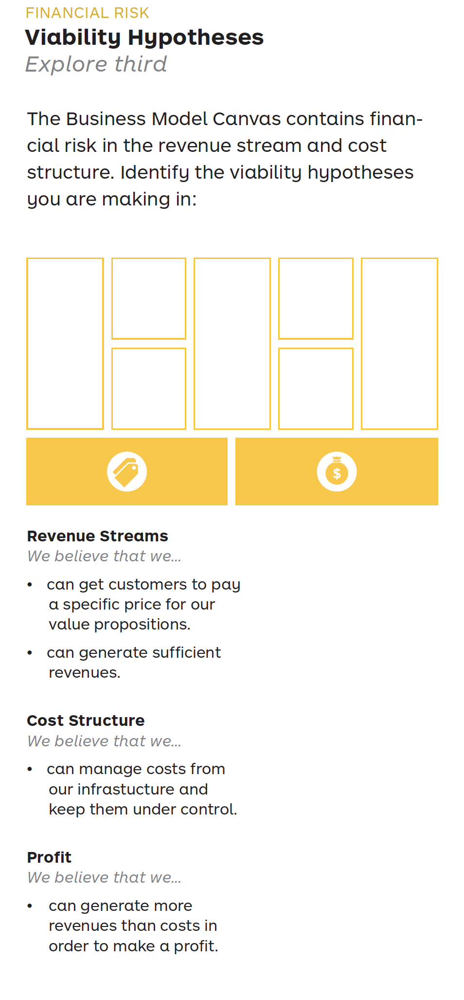 FINANCIAL RISK
Viability Hypotheses
Explore third
The Business Model Canvas contains finan-
cial risk in the revenue stream and cost
structure. Identify the viability hypotheses
you are making in:
$
Revenue Streams
We believe that we...
• can get customers to pay
a specific price for our
value propositions.
• can generate sufficient
revenues.
Cost Structure
We believe that we...
• can manage costs from
our infrastucture and
keep them under control.
Profit
We believe that we...
• can generate more
revenues than costs in
order to make a profit.